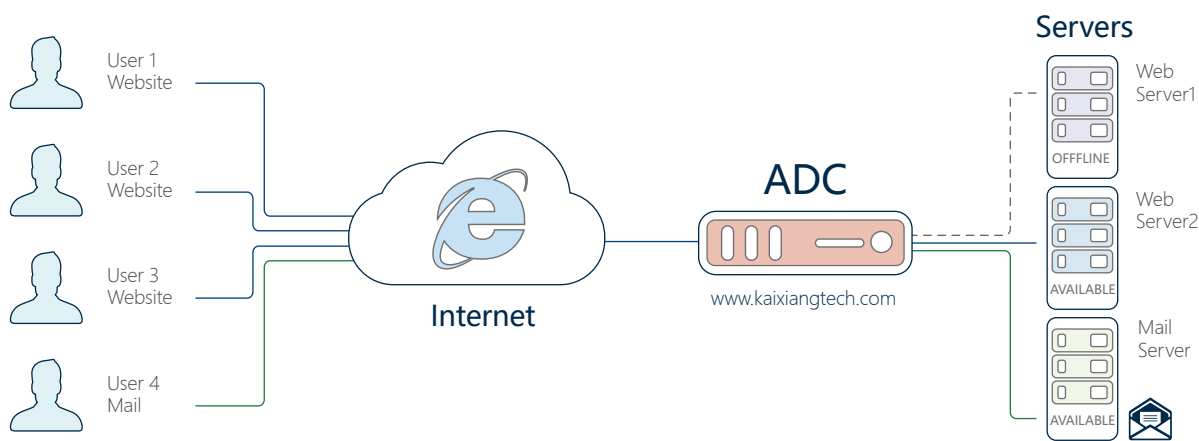 Servers
User 1
Website
Web
Server1
OFFFLINE
User 2
Website
ADC
Web
Server2
AVAILABLE
User 3
Website
www.kaixiangtech.com
Internet
Mail
Server
User 4
Mail
AVAILABLE